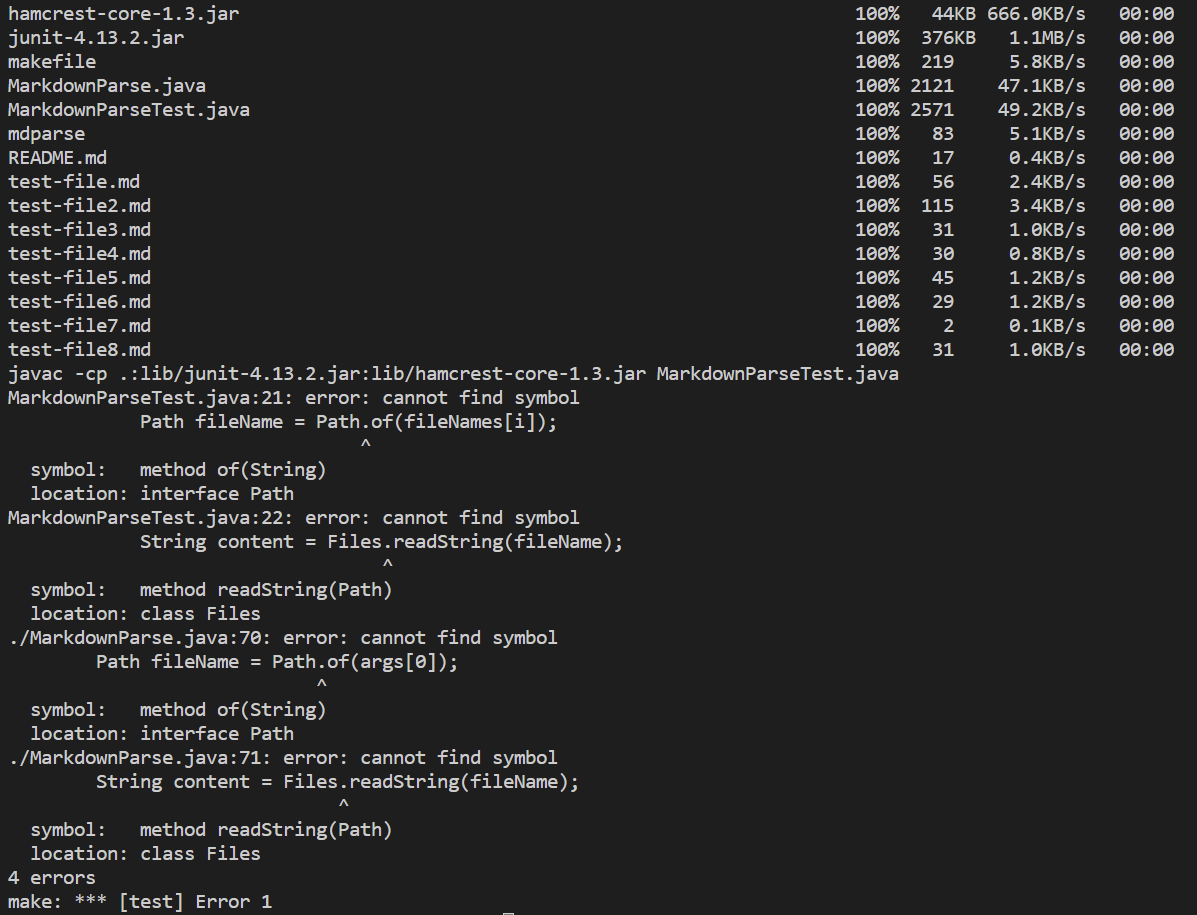 hamcrest-core-1.3.jar 100% 44KB 666.0KB/s 00:00
junit-4.13.2.jar 100% 376KB 1.1MB/s 00:00
makefile 100% 219 5.8KB/s 00:00
MarkdownParse.java 100% 2121 47.1KB/s 00:00
MarkdownParseTest.java 100% 2571 49.2KB/s 00:00
mdparse 100% 83 5.1KB/s 00:00
README.md 100% 17 0.4KB/s 00:00
test-file.md 100% 56 2.4KB/s 00:00
test-file2.md 100% 115 3.4KB/s 00:00
test-file3.md 100% 31 1.0KB/s 00:00
test-file4.md 100% 30 0.8KB/s 00:00
test-file5.md 100% 45 1.2KB/s 00:00
test-file6.md 100% 29 1.2KB/s 00:00
test-file7.md 100% 2 0.1KB/s 00:00
test-file8.md 100% 31 1.0KB/s 00:00
javac -cp .:lib/junit-4.13.2.jar:lib/hamcrest-core-1.3.jar MarkdownParseTest.java
MarkdownParseTest.java:21: error: cannot find symbol
            Path fileName = Path.of(fileNames[i]);
                                ^
  symbol:   method of(String)
  location: interface Path
MarkdownParseTest.java:22: error: cannot find symbol
            String content = Files.readString(fileName);
                                  ^
  symbol:   method readString(Path)
  location: class Files
./MarkdownParse.java:70: error: cannot find symbol
        Path fileName = Path.of(args[0]);
                            ^
  symbol:   method of(String)
  location: interface Path
./MarkdownParse.java:71: error: cannot find symbol
        String content = Files.readString(fileName);
                              ^
  symbol:   method readString(Path)
  location: class Files
4 errors
make: *** [test] Error 1